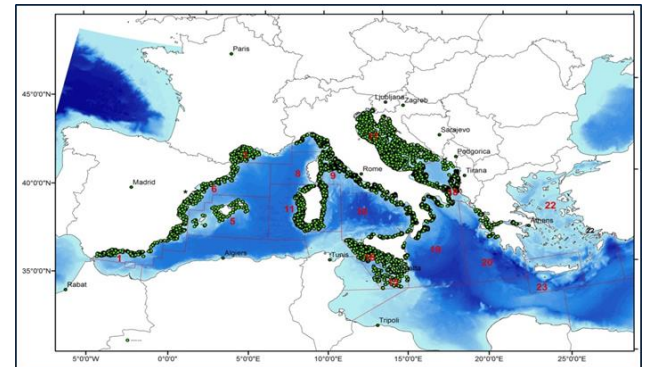 Paris
45°0'0"N
Ljubljana
Zagreb
Sarajevo
Podgorica
Rome
Tirana
40°0'0"N
Madrid
6
8
9
11
5
22
Athens
22
1
Algiers
Tunis
19
20
23
35°0'0"N
Rabat
Tripoli
5°0'0"W
0°0'0"
5°0'0"E
10°0'0"E
15°0'0"E
20°0'0"E
25°0'0"E